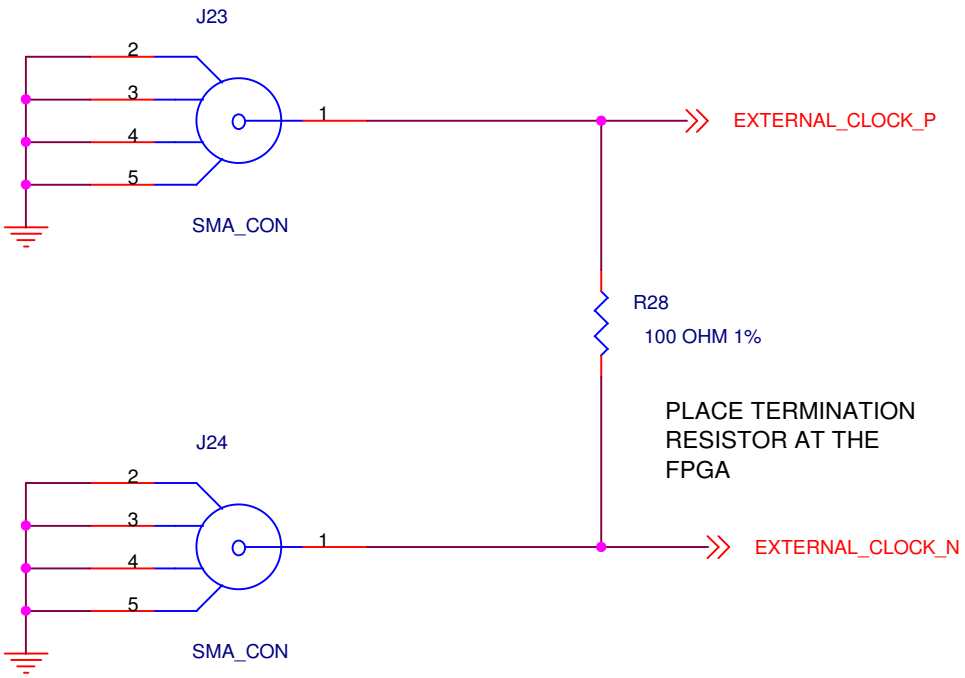 J23
2
3
4
5
1
EXTERNAL_CLOCK_P
SMA_CON
R28
100 OHM 1%
PLACE TERMINATION
RESISTOR AT THE
FPGA
J24
2
3
4
5
1
EXTERNAL_CLOCK_N
SMA_CON